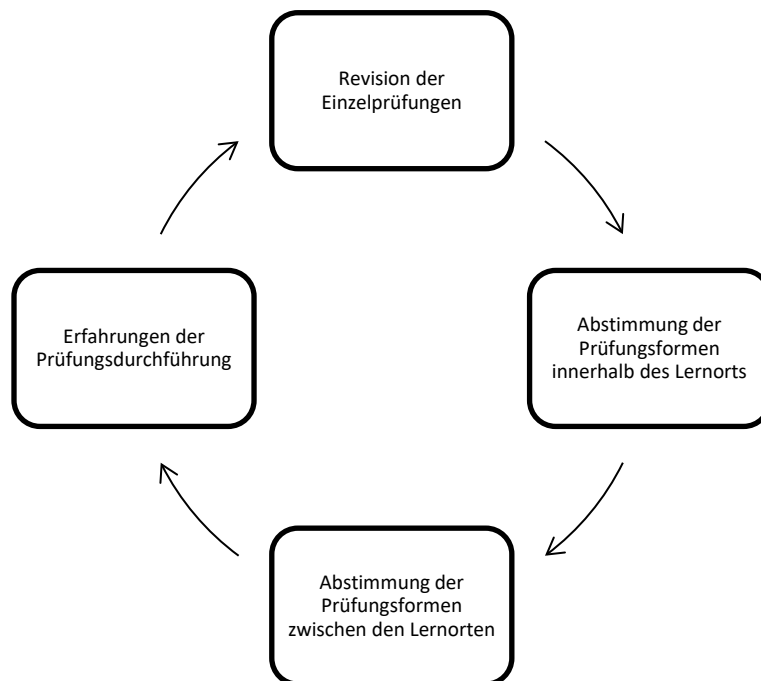 Revision der
Einzelprüfungen
Abstimmung der
Prüfungsformen
innerhalb des Lernorts
Abstimmung der
Prüfungsformen
zwischen den Lernorten
Erfahrungen der
Prüfungsdurchführung